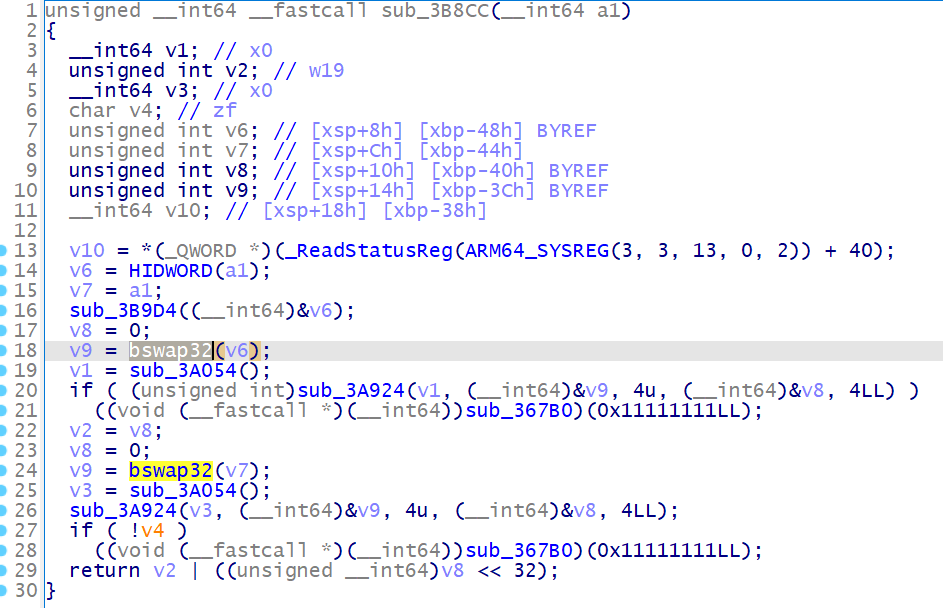 1 unsigned __int64 __fastcall sub_3B8CC(__int64 a1)
2 {
3 __int64 v1; // x0
4 unsigned int v2; // w19
5 __int64 v3; // x0
6 char v4; // zf
7 unsigned int v6; // [xsp+8h] [xbp-48h] BYREF
8 unsigned int v7; // [xsp+Ch] [xbp-44h]
9 unsigned int v8; // [xsp+10h] [xbp-40h] BYREF
10 unsigned int v9; // [xsp+14h] [xbp-3Ch] BYREF
11 __int64 v10; // [xsp+18h] [xbp-38h]
12
13 v10 = *(_QWORD *)(_ReadStatusReg(ARM64_SYSREG(3, 3, 13, 0, 2)) + 40);
14 v6 = HIDWORD(a1);
15 v7 = a1;
16 sub_3B9D4((__int64)&v6);
17 v8 = 0;
18 v9 = bswap32(v6);
19 v1 = sub_3A054();
20 if ( (unsigned int)sub_3A924(v1, (__int64)&v9, 4u, (__int64)&v8, 4LL) )
21 ((void (__fastcall *)(__int64))sub_367B0)(0x11111111LL);
22 v2 = v8;
23 v8 = 0;
24 v9 = bswap32(v7);
25 v3 = sub_3A054();
26 sub_3A924(v3, (__int64)&v9, 4u, (__int64)&v8, 4LL);
27 if ( !v4 )
28 ((void (__fastcall *)(__int64))sub_367B0)(0x11111111LL);
29 return v2 | ((unsigned __int64)v8 << 32);
30 }